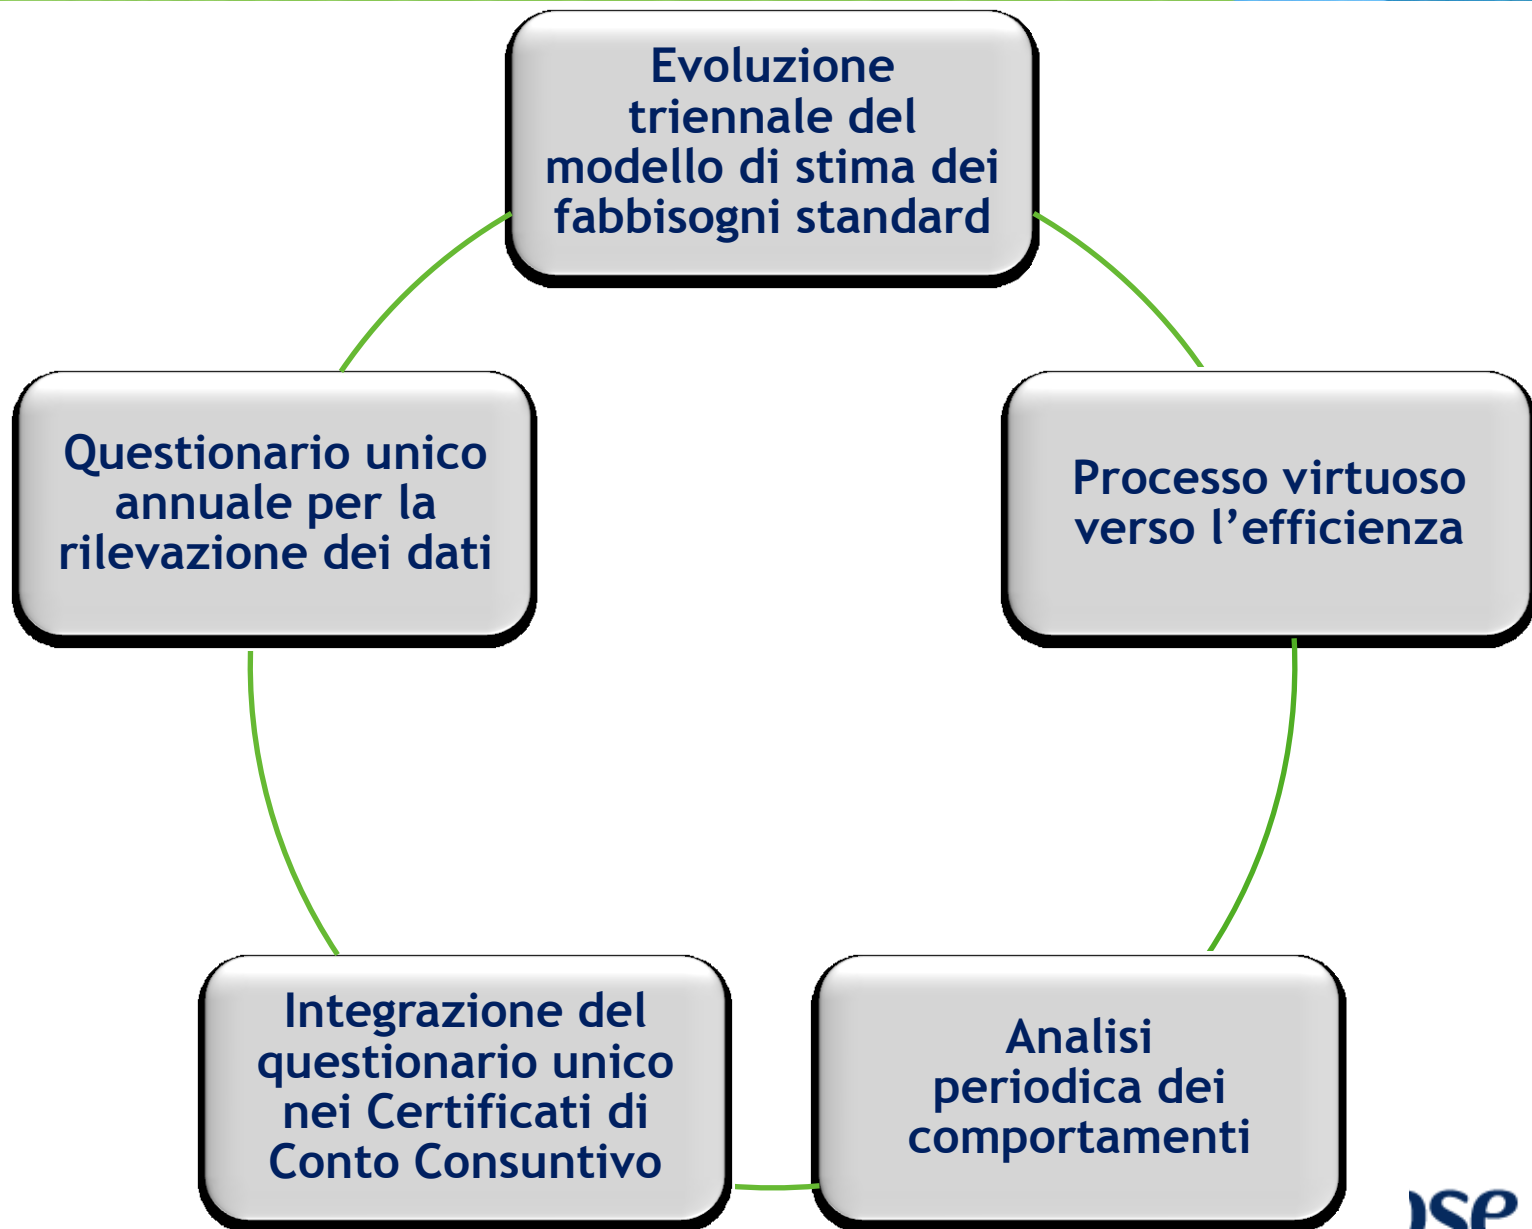 Evoluzione
triennale del
modello di stima dei
fabbisogni standard
Questionario unico
annuale per la
rilevazione dei dati
Processo virtuoso
verso l’efficienza
Integrazione del
questionario unico
nei Certificati di
Conto Consuntivo
Analisi
periodica dei
comportamenti